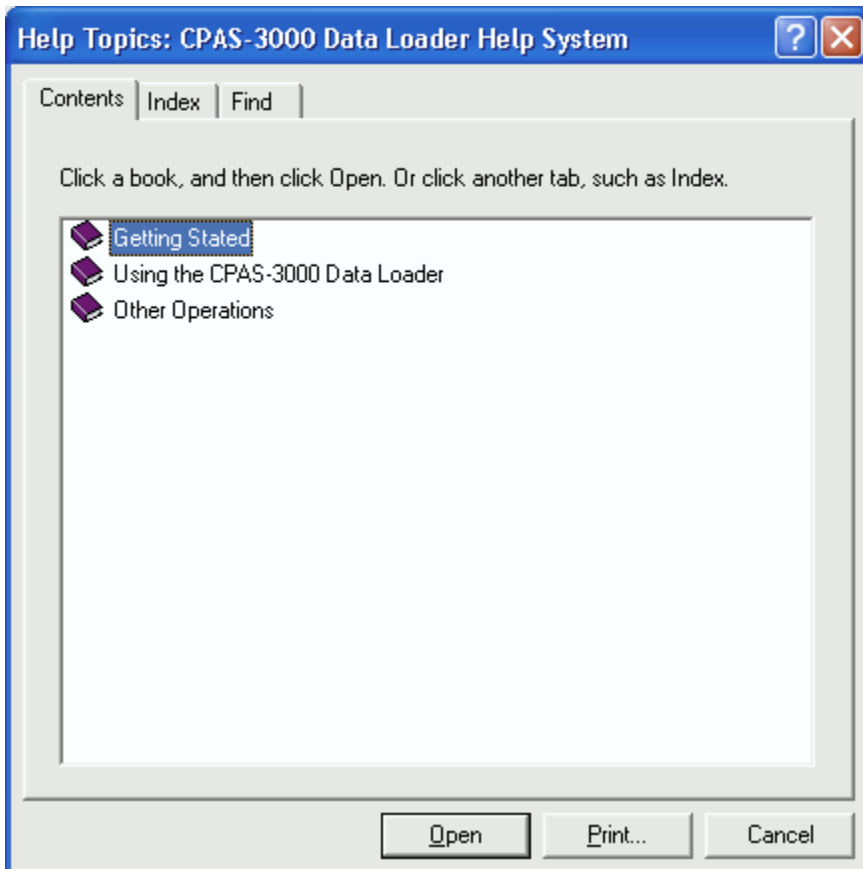 Help Topics: CPAS-3000 Data Loader Help System
Contents Index Find
Click a book, and then click Open. Or click another tab, such as Index.
Getting Stated
Using the CPAS-3000 Data Loader
Other Operations
Open Print... Cancel